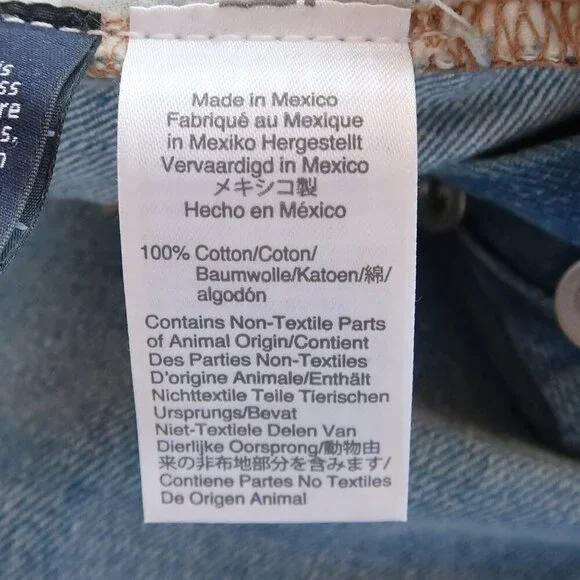 Made in Mexico
Fabriqué au Mexique
in Mexiko Hergestellt
Vervaardigd in Mexico
メキシコ製
Hecho en México
100% Cotton/Coton/
Baumwolle/Katoen/綿/
algodón
Contains Non-Textile Parts
of Animal Origin/Contient
Des Parties Non-Textiles
D'origine Animale/Enthält
Nichttextile Teile Tierischen
Ursprungs/Bevat
Niet-Textiele Delen Van
Dierlijke Oorsprong/動物由
来の非布地部分を含みます/
Contiene Partes No Textiles
De Origen Animal